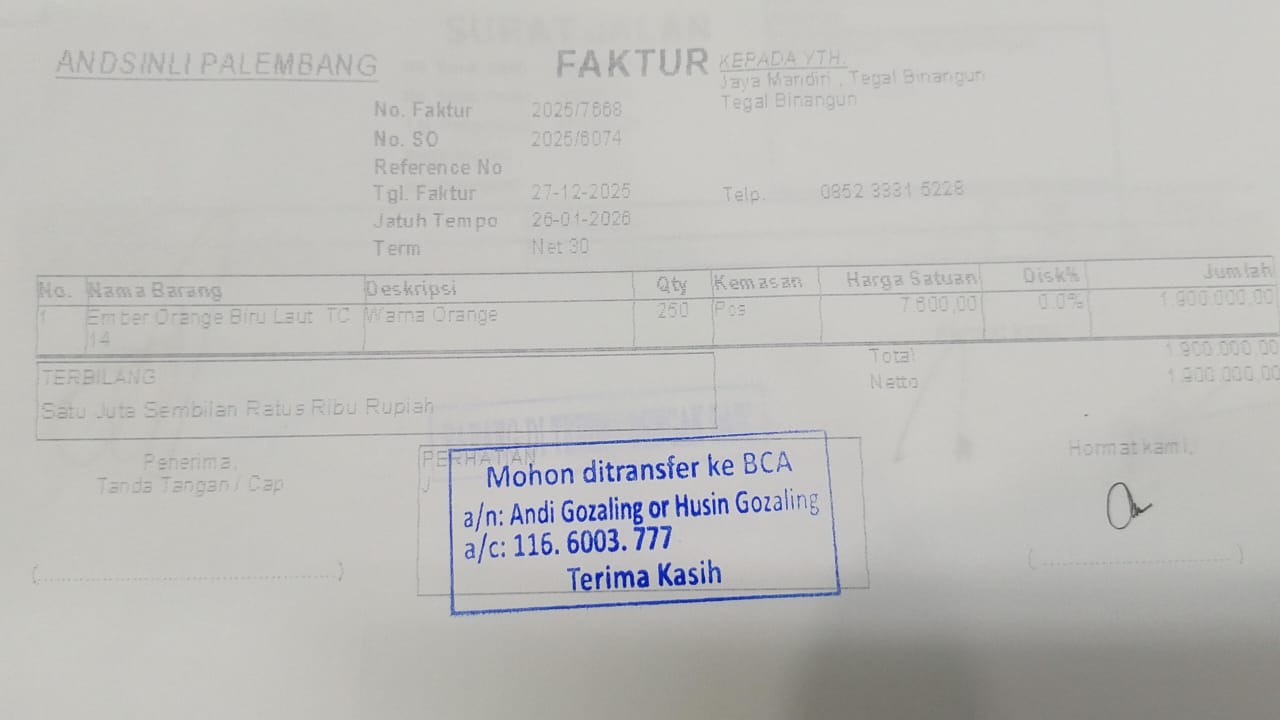 ANDSINLI PALEMBANG
FAKTUR
KEPADA YTH.
Jaya Mandiri , Tegal Binangun
Tegal Binangun
No. Faktur 2025/7668
No. SO 2025/6074
Reference No
Tgl. Faktur 27-12-2025
Telp. 0852 3331 5228
Jatuh Tempo 26-01-2026
Term Net 30
No. Nama Barang Deskripsi Qty Kemasan Harga Satuan Disk% Jumlah
1 Ember Orange Biru Laut TC Warna Orange 250 Pcs 7.600,00 0.0% 1.900.000,00
14
Total 1.900.000,00
Netto 1.900.000,00
TERBILANG
Satu Juta Sembilan Ratus Ribu Rupiah
Penerima,
Tanda Tangan / Cap
PERHATIAN
Mohon ditransfer ke BCA
a/n: Andi Gozaling or Husin Gozaling
a/c: 116. 6003. 777
Terima Kasih
Hormat kami,
(..........................................)
(..........................................)